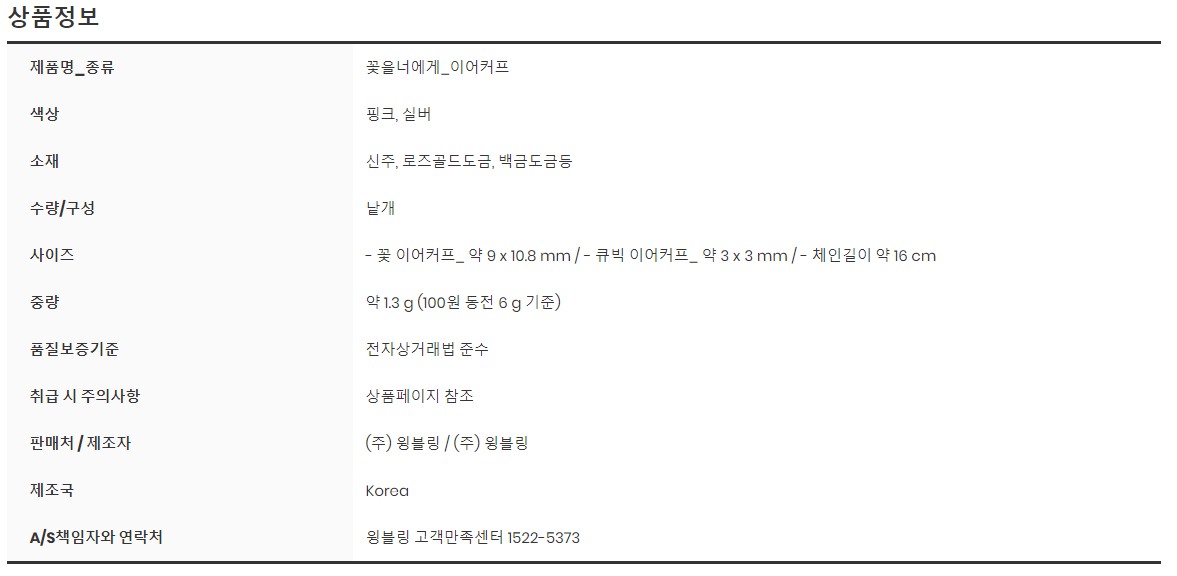 상품정보
제품명_종류 꽃을너에게_이어커프
색상 핑크, 실버
소재 신주, 로즈골드도금, 백금도금등
수량/구성 낱개
사이즈 - 꽃 이어커프_ 약 9 x 10.8 mm / - 큐빅 이어커프_ 약 3 x 3 mm / - 체인길이 약 16 cm
중량 약 1.3 g (100원 동전 6 g 기준)
품질보증기준 전자상거래법 준수
취급 시 주의사항 상품페이지 참조
판매처 / 제조자 (주) 윙블링 / (주) 윙블링
제조국 Korea
A/S책임자와 연락처 윙블링 고객만족센터 1522-5373